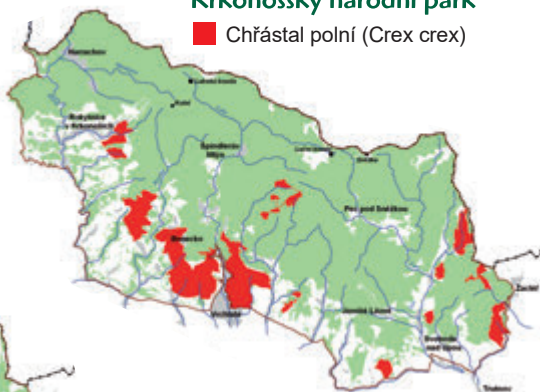 Krkonošský národní park
Chřástal polní (Crex crex)
Harrachov
Rokytnice
v Jizerou
Špindlerův
Mlýn
Pec pod Sněžkou
Benecko
Žacléř
Vrchlabí
Janské Lázně
Svoboda
nad Úpou
Trutnov